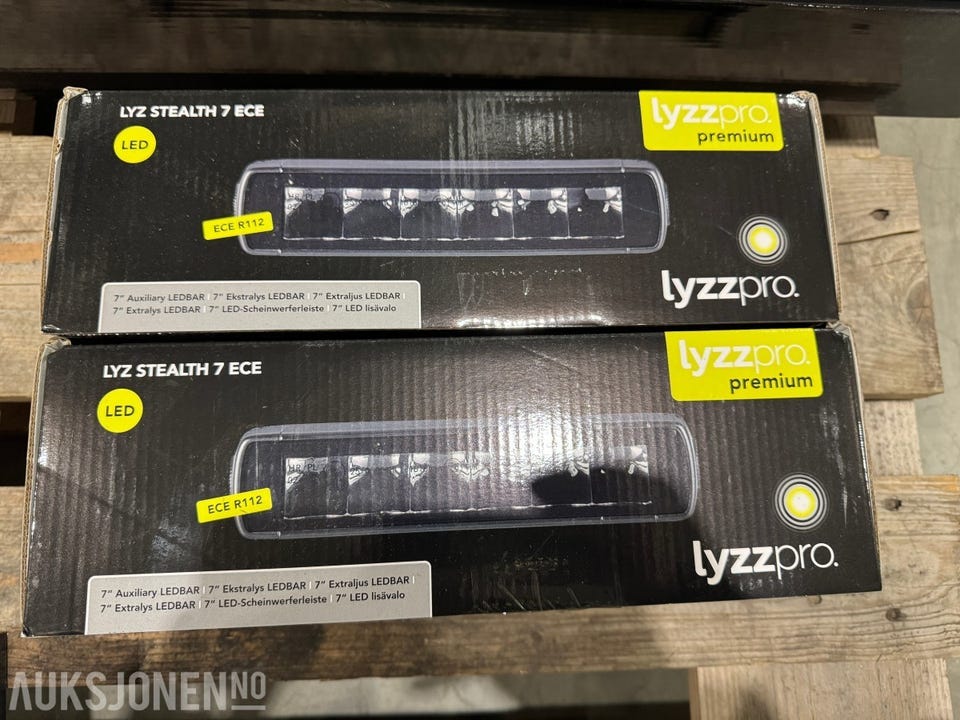 LYZ STEALTH 7 ECE
LED
lyzzpro.
premium
ECE R112
lyzzpro.
7" Auxiliary LEDBAR | 7" Ekstralys LEDBAR | 7" Extraljus LEDBAR |
7" Extralys LEDBAR | 7" LED-Scheinwerferleiste | 7" LED lisävalo
LYZ STEALTH 7 ECE
LED
lyzzpro.
premium
HR/PL
ECE R112
lyzzpro.
7" Auxiliary LEDBAR | 7" Ekstralys LEDBAR | 7" Extraljus LEDBAR |
7" Extralys LEDBAR | 7" LED-Scheinwerferleiste | 7" LED lisävalo
AUKSJONEN NO